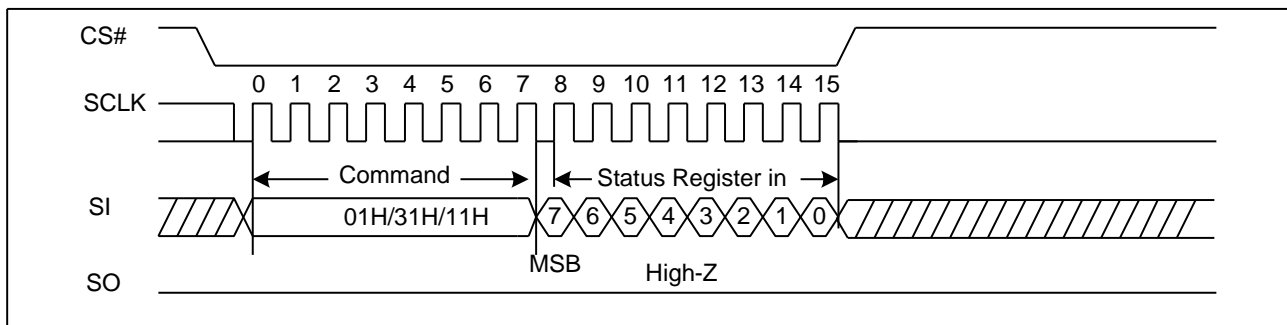 CS#
0 1 2 3 4 5 6 7 8 9 10 11 12 13 14 15
SCLK
Command Status Register in
SI 01H/31H/11H 7 6 5 4 3 2 1 0
MSB High-Z
SO